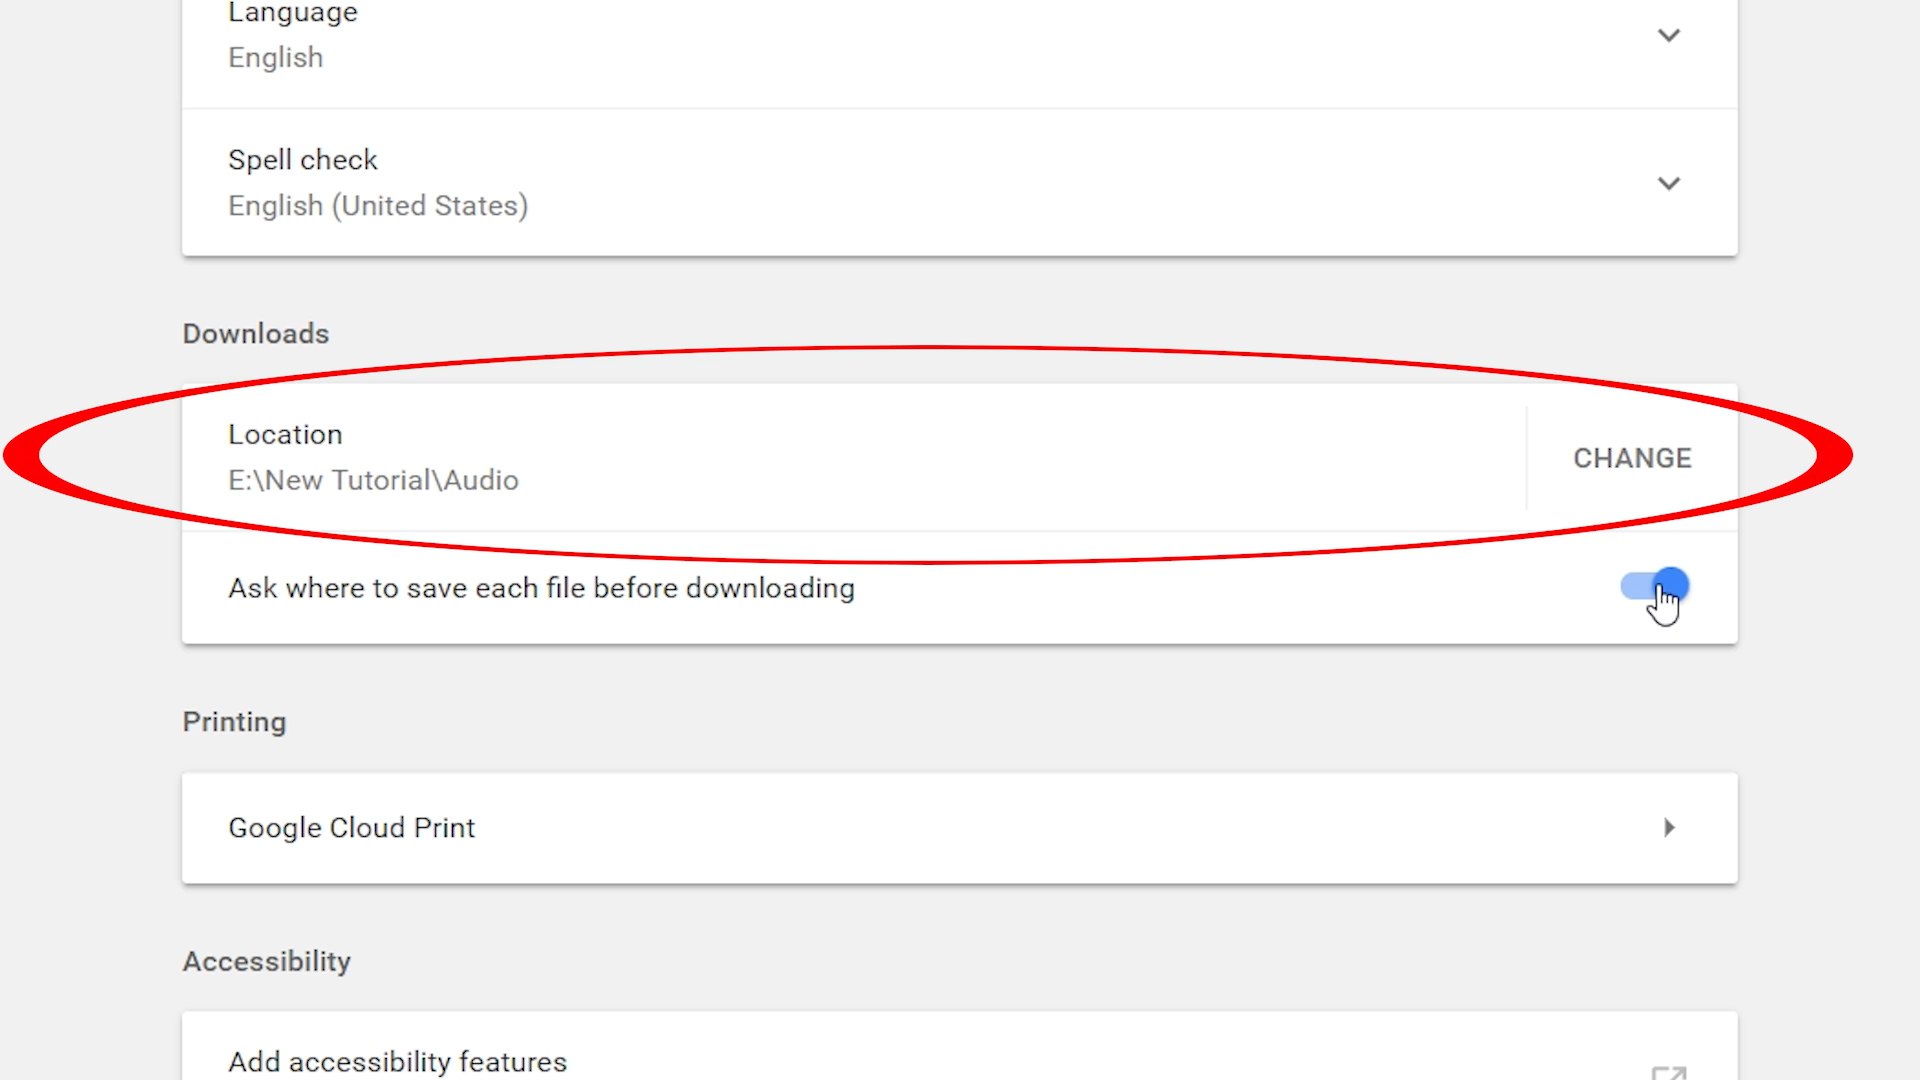 Language
English
Spell check
English (United States)
Downloads
Location
E:\New Tutorial\Audio
CHANGE
Ask where to save each file before downloading
Printing
Google Cloud Print
Accessibility
Add accessibility features